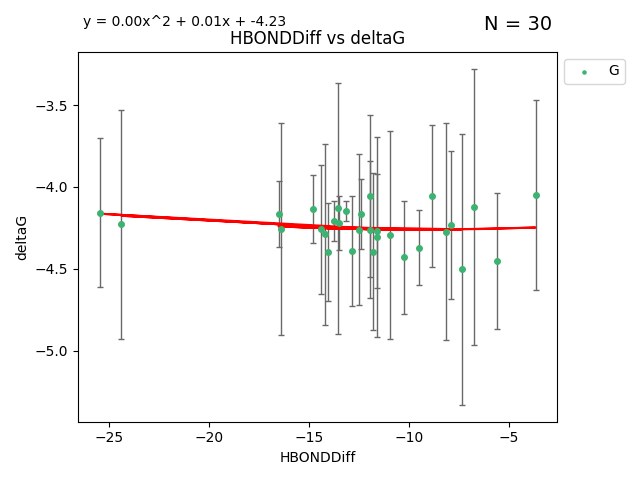 y = 0.00x^2 + 0.01x + -4.23
N = 30
HBONDDiff vs deltaG
G
deltaG
−3.5
−4.0
−4.5
−5.0
−25
−20
−15
−10
−5
HBONDDiff